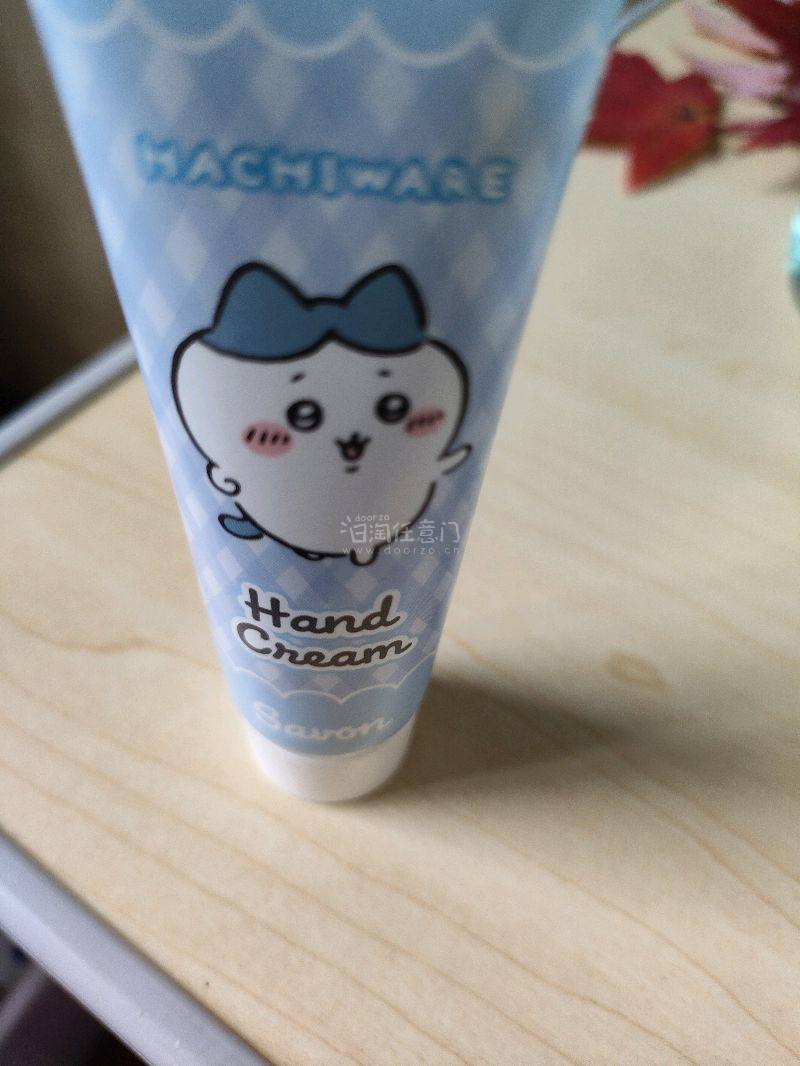 HACHIWARE
doorzo
日淘任意门
www.doorzo.cn
Hand
Cream
Savon